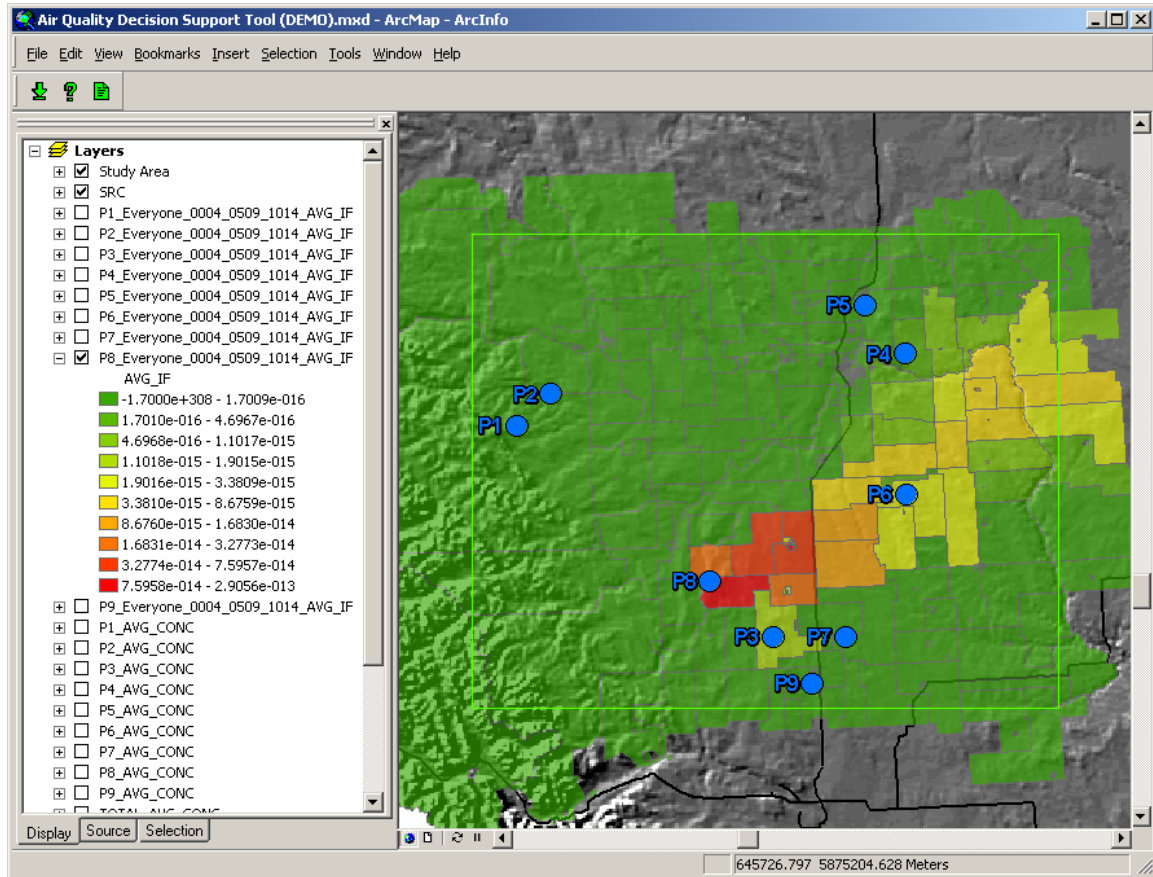 Air Quality Decision Support Tool (DEMO).mxd - ArcMap - ArcInfo
File Edit View Bookmarks Insert Selection Tools Window Help
Layers
Study Area
SRC
P1_Everyone_0004_0509_1014_AVG_IF
P2_Everyone_0004_0509_1014_AVG_IF
P3_Everyone_0004_0509_1014_AVG_IF
P4_Everyone_0004_0509_1014_AVG_IF
P5_Everyone_0004_0509_1014_AVG_IF
P6_Everyone_0004_0509_1014_AVG_IF
P7_Everyone_0004_0509_1014_AVG_IF
P8_Everyone_0004_0509_1014_AVG_IF
AVG_IF
-1.7000e+308 - 1.7009e-016
1.7010e-016 - 4.6967e-016
4.6968e-016 - 1.1017e-015
1.1018e-015 - 1.9015e-015
1.9016e-015 - 3.3809e-015
3.3810e-015 - 8.6759e-015
8.6760e-015 - 1.6830e-014
1.6831e-014 - 3.2773e-014
3.2774e-014 - 7.5957e-014
7.5958e-014 - 2.9056e-013
P9_Everyone_0004_0509_1014_AVG_IF
P1_AVG_CONC
P2_AVG_CONC
P3_AVG_CONC
P4_AVG_CONC
P5_AVG_CONC
P6_AVG_CONC
P7_AVG_CONC
P8_AVG_CONC
P9_AVG_CONC
TOTAL_AVG_CONC
Display Source Selection
P5
P4
P2
P1
P6
P8
P3
P7
P9
645726.797 5875204.628 Meters